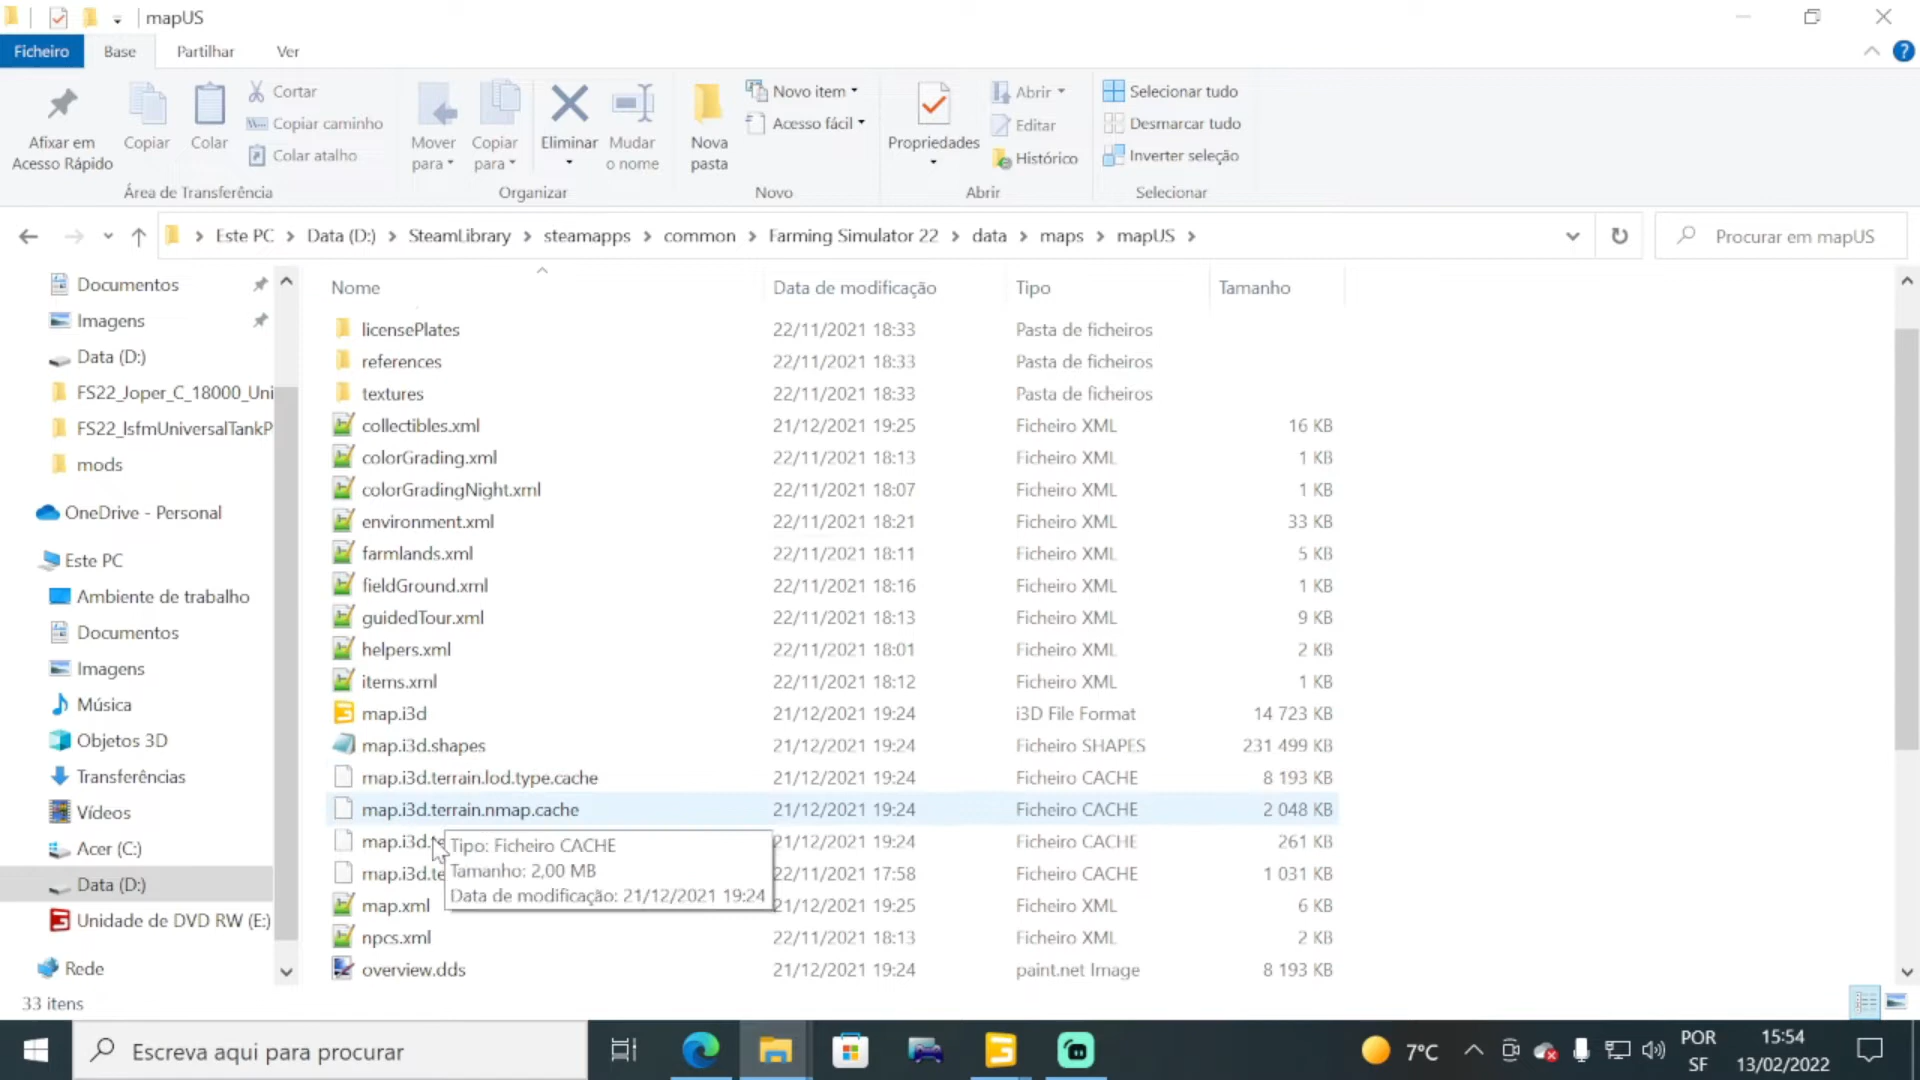 mapUS
Ficheiro Base Partilhar Ver
Afixar em Acesso Rápido
Copiar
Colar
Cortar
Copiar caminho
Colar atalho
Área de Transferência
Mover para
Copiar para
Eliminar
Mudar o nome
Organizar
Nova pasta
Novo item
Acesso fácil
Novo
Propriedades
Abrir
Editar
Histórico
Abrir
Selecionar tudo
Desmarcar tudo
Inverter seleção
Selecionar
Este PC > Data (D:) > SteamLibrary > steamapps > common > Farming Simulator 22 > data > maps > mapUS >
Procurar em mapUS
Documentos
Imagens
Data (D:)
FS22_Joper_C_18000_Uni
FS22_lsfmUniversalTankP
mods
OneDrive - Personal
Este PC
Ambiente de trabalho
Documentos
Imagens
Música
Objetos 3D
Transferências
Vídeos
Acer (C:)
Data (D:)
Unidade de DVD RW (E:)
Rede
Nome Data de modificação Tipo Tamanho
licensePlates 22/11/2021 18:33 Pasta de ficheiros
references 22/11/2021 18:33 Pasta de ficheiros
textures 22/11/2021 18:33 Pasta de ficheiros
collectibles.xml 21/12/2021 19:25 Ficheiro XML 16 KB
colorGrading.xml 22/11/2021 18:13 Ficheiro XML 1 KB
colorGradingNight.xml 22/11/2021 18:07 Ficheiro XML 1 KB
environment.xml 22/11/2021 18:21 Ficheiro XML 33 KB
farmlands.xml 22/11/2021 18:11 Ficheiro XML 5 KB
fieldGround.xml 22/11/2021 18:16 Ficheiro XML 1 KB
guidedTour.xml 22/11/2021 18:13 Ficheiro XML 9 KB
helpers.xml 22/11/2021 18:01 Ficheiro XML 2 KB
items.xml 22/11/2021 18:12 Ficheiro XML 1 KB
map.i3d 21/12/2021 19:24 i3D File Format 14 723 KB
map.i3d.shapes 21/12/2021 19:24 Ficheiro SHAPES 231 499 KB
map.i3d.terrain.lod.type.cache 21/12/2021 19:24 Ficheiro CACHE 8 193 KB
map.i3d.terrain.nmap.cache 21/12/2021 19:24 Ficheiro CACHE 2 048 KB
map.i3d.te 21/12/2021 19:24 Ficheiro CACHE 261 KB
map.i3d.te 22/11/2021 17:58 Ficheiro CACHE 1 031 KB
map.xml 21/12/2021 19:25 Ficheiro XML 6 KB
npcs.xml 22/11/2021 18:13 Ficheiro XML 2 KB
overview.dds 21/12/2021 19:24 paint.net Image 8 193 KB
Tipo: Ficheiro CACHE
Tamanho: 2,00 MB
Data de modificação: 21/12/2021 19:24
33 itens
Escreva aqui para procurar
7°C
POR
SF
15:54
13/02/2022